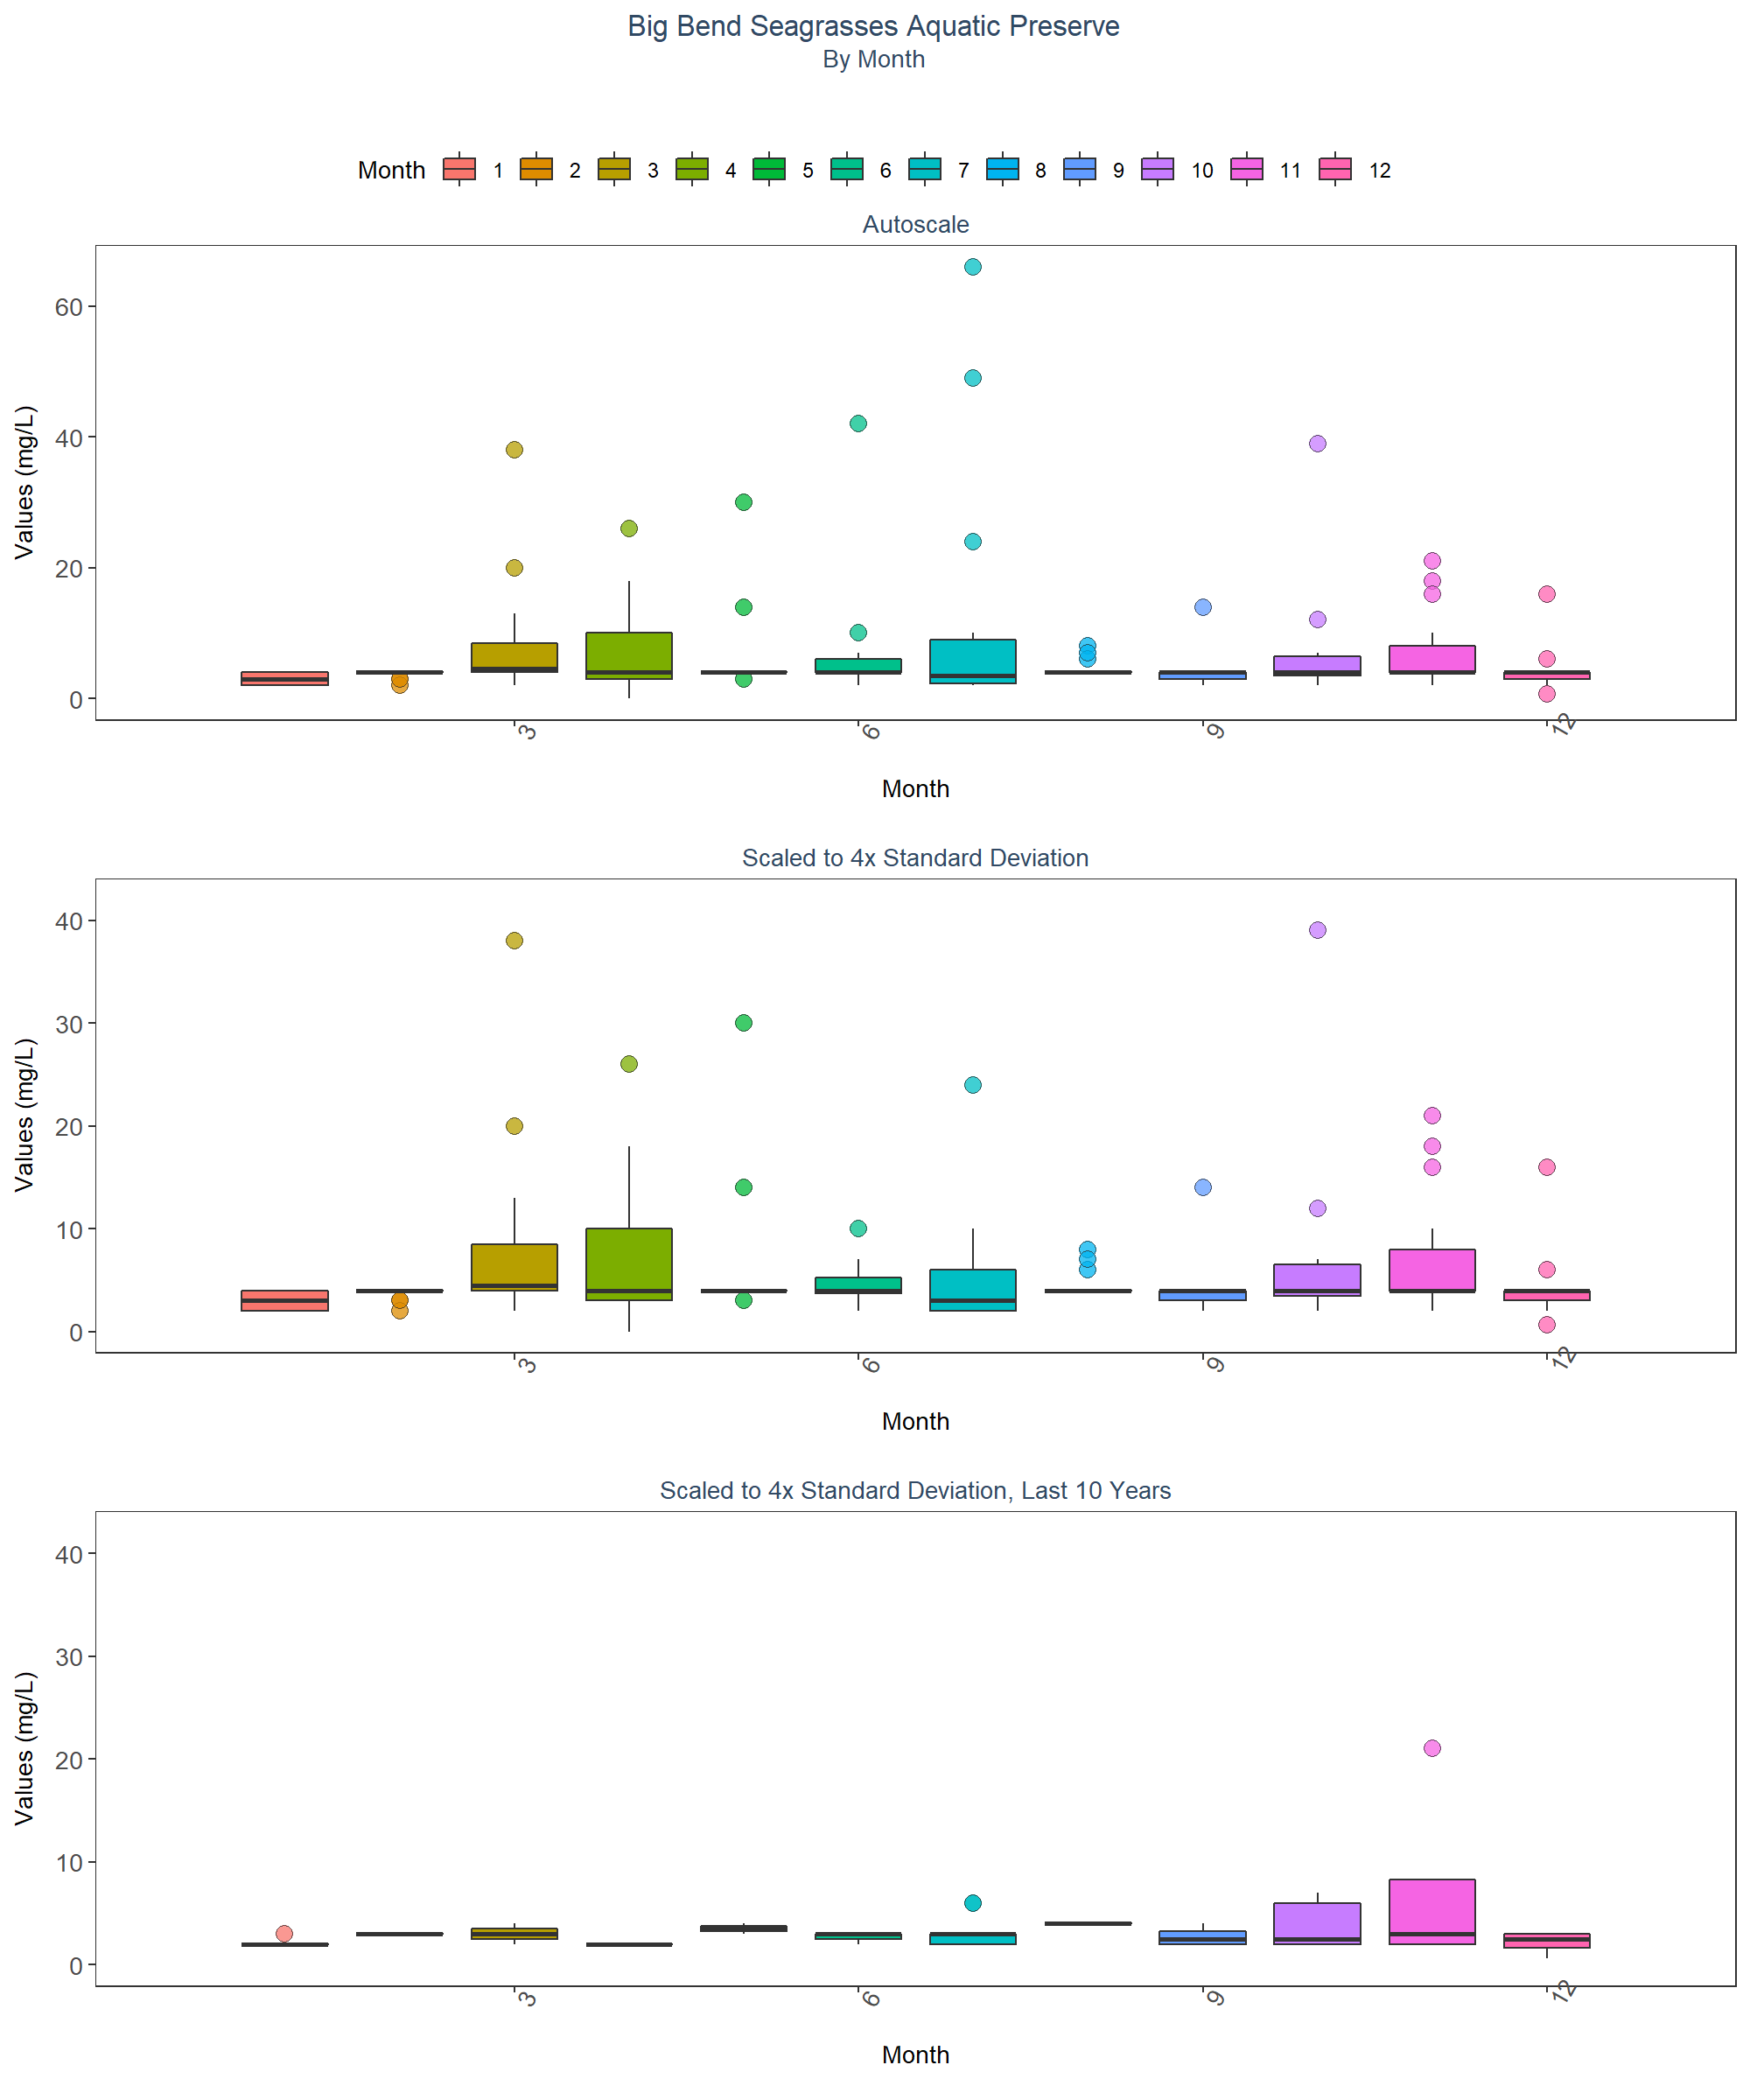 Big Bend Seagrasses Aquatic Preserve
By Month
Month 1 2 3 4 5 6 7 8 9 10 11 12
Autoscale
Values (mg/L)
60
40
20
0
3 6 9 12
Month
Scaled to 4x Standard Deviation
Values (mg/L)
40
30
20
10
0
3 6 9 12
Month
Scaled to 4x Standard Deviation, Last 10 Years
Values (mg/L)
40
30
20
10
0
3 6 9 12
Month